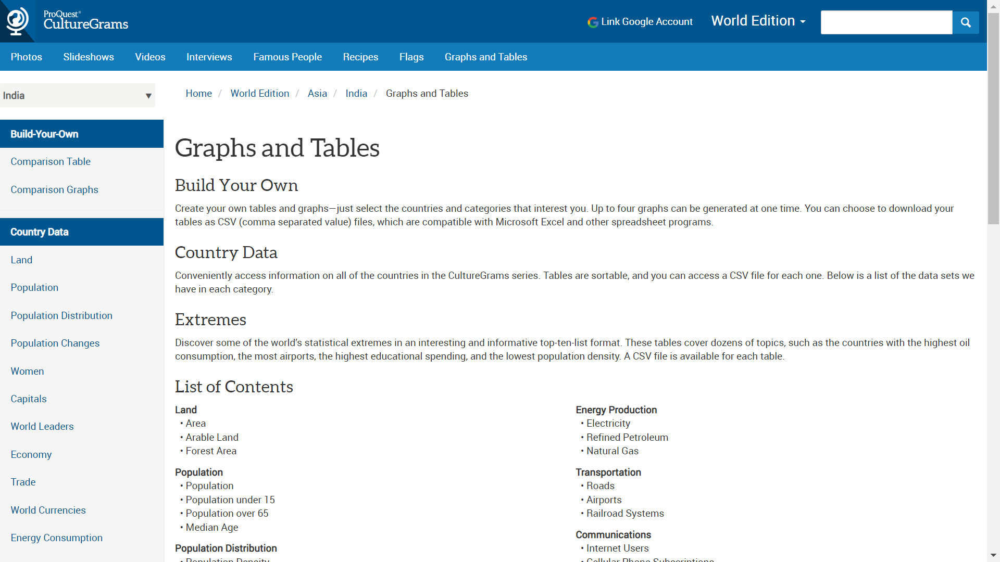 ProQuest®
CultureGrams
Link Google Account
World Edition
Photos
Slideshows
Videos
Interviews
Famous People
Recipes
Flags
Graphs and Tables
India
Home / World Edition / Asia / India / Graphs and Tables
Build-Your-Own
Comparison Table
Comparison Graphs
Country Data
Land
Population
Population Distribution
Population Changes
Women
Capitals
World Leaders
Economy
Trade
World Currencies
Energy Consumption
Graphs and Tables
Build Your Own
Create your own tables and graphs—just select the countries and categories that interest you. Up to four graphs can be generated at one time. You can choose to download your
tables as CSV (comma separated value) files, which are compatible with Microsoft Excel and other spreadsheet programs.
Country Data
Conveniently access information on all of the countries in the CultureGrams series. Tables are sortable, and you can access a CSV file for each one. Below is a list of the data sets we
have in each category.
Extremes
Discover some of the world’s statistical extremes in an interesting and informative top-ten-list format. These tables cover dozens of topics, such as the countries with the highest oil
consumption, the most airports, the highest educational spending, and the lowest population density. A CSV file is available for each table.
List of Contents
Land
• Area
• Arable Land
• Forest Area
Population
• Population
• Population under 15
• Population over 65
• Median Age
Population Distribution
• Population Density
Energy Production
• Electricity
• Refined Petroleum
• Natural Gas
Transportation
• Roads
• Airports
• Railroad Systems
Communications
• Internet Users
• Cellular Phone Subscriptions